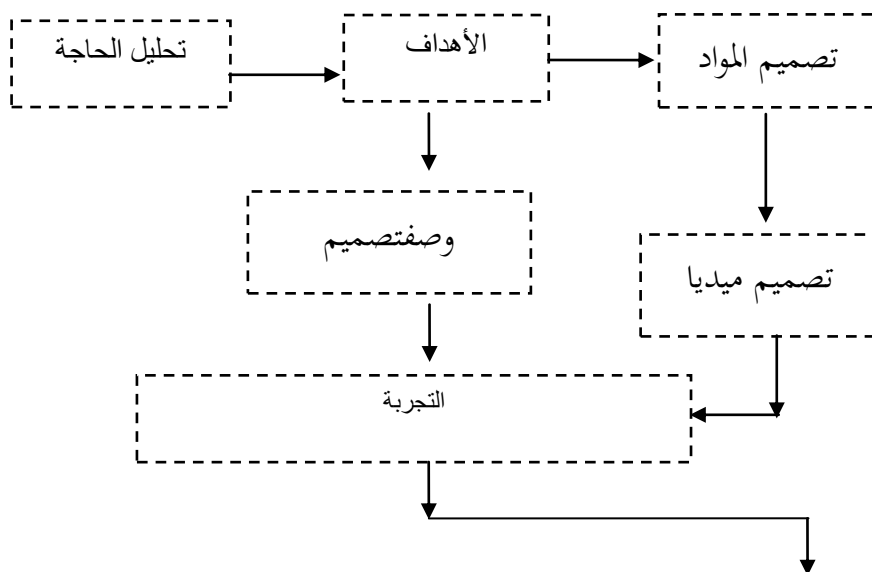 تحليل الحاجة
الأهداف
تصميم المواد
وصفتصميم
تصميم ميديا
التجربة